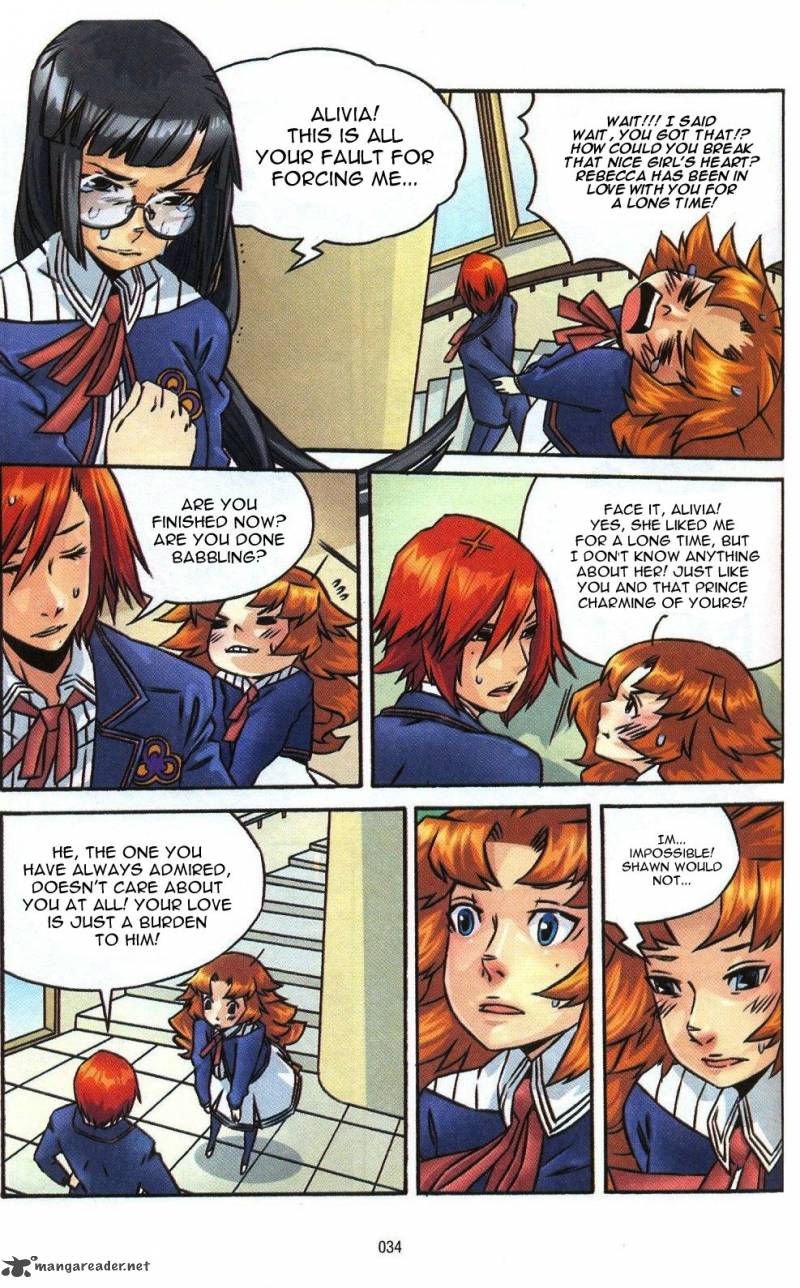 ALIVIA!
THIS IS ALL
YOUR FAULT FOR
FORCING ME...
WAIT!!! I SAID
WAIT, YOU GOT THAT!?
HOW COULD YOU BREAK
THAT NICE GIRL'S HEART?
REBECCA HAS BEEN IN
LOVE WITH YOU FOR
A LONG TIME!
ARE YOU
FINISHED NOW?
ARE YOU DONE
BABBLING?
FACE IT, ALIVIA!
YES, SHE LIKED ME
FOR A LONG TIME, BUT
I DON'T KNOW ANYTHING
ABOUT HER! JUST LIKE
YOU AND THAT PRINCE
CHARMING OF YOURS!
HE, THE ONE YOU
HAVE ALWAYS ADMIRED,
DOESN'T CARE ABOUT
YOU AT ALL! YOUR LOVE
IS JUST A BURDEN
TO HIM!
IM...
IMPOSSIBLE!
SHAWN WOULD
NOT...
034
mangareader.net